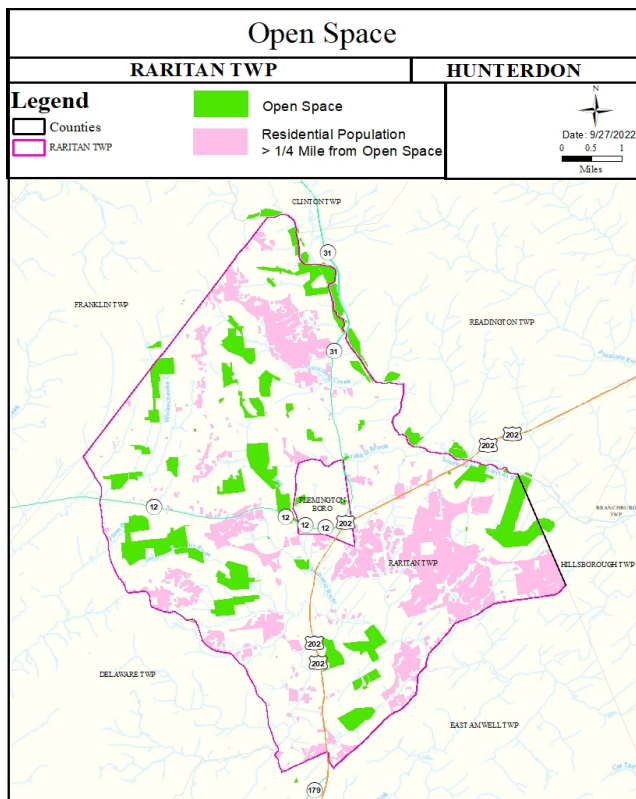 Open Space
RARITAN TWP
HUNTERDON
Legend
Counties
RARITAN TWP
Open Space
Residential Population
> 1/4 Mile from Open Space
N
Date: 9/27/2022
0 0.5 1
Miles
CLINTON TWP
31
FRANKLIN TWP
READINGTON TWP
31
202
202
12
FLEMINGTON
BORO
12
12
12
202
BRANCHBURG
TWP
RARITAN TWP
HILLSBOROUGH TWP
202
202
DELAWARE TWP
EAST AMWELL TWP
179